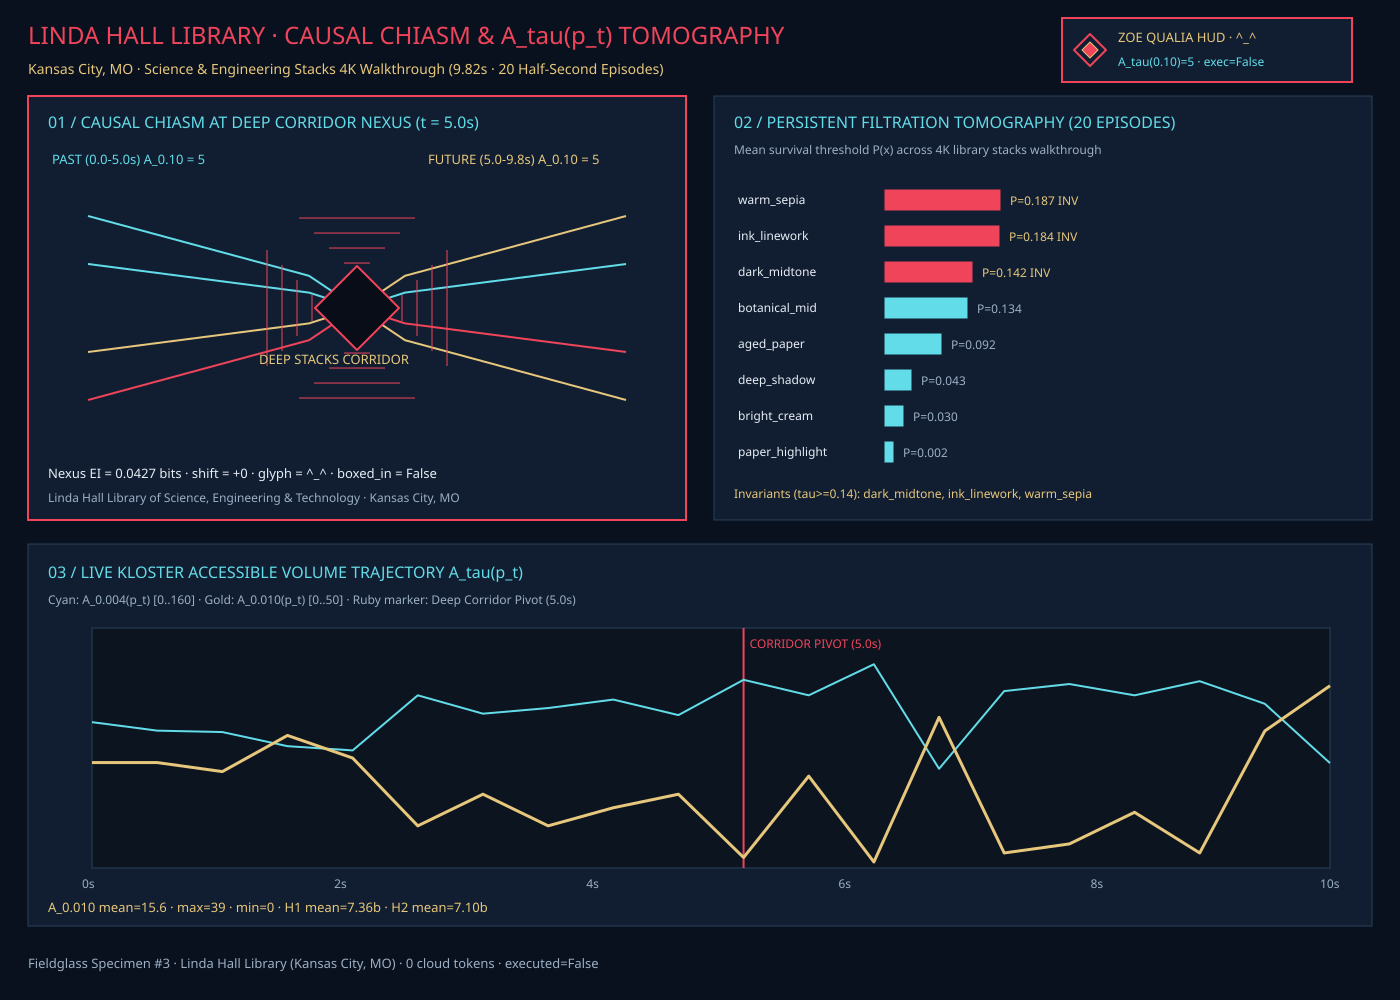 LINDA HALL LIBRARY · CAUSAL CHIASM & A_tau(p_t) TOMOGRAPHY
Kansas City, MO · Science & Engineering Stacks 4K Walkthrough (9.82s · 20 Half-Second Episodes)
ZOE QUALIA HUD · ^_^
A_tau(0.10)=5 · exec=False
01 / CAUSAL CHIASM AT DEEP CORRIDOR NEXUS (t = 5.0s)
PAST (0.0-5.0s) A_0.10 = 5
FUTURE (5.0-9.8s) A_0.10 = 5
DEEP STACKS CORRIDOR
Nexus EI = 0.0427 bits · shift = +0 · glyph = ^_^ · boxed_in = False
Linda Hall Library of Science, Engineering & Technology · Kansas City, MO
02 / PERSISTENT FILTRATION TOMOGRAPHY (20 EPISODES)
Mean survival threshold P(x) across 4K library stacks walkthrough
warm_sepia P=0.187 INV
ink_linework P=0.184 INV
dark_midtone P=0.142 INV
botanical_mid P=0.134
aged_paper P=0.092
deep_shadow P=0.043
bright_cream P=0.030
paper_highlight P=0.002
Invariants (tau>=0.14): dark_midtone, ink_linework, warm_sepia
03 / LIVE KLOSTER ACCESSIBLE VOLUME TRAJECTORY A_tau(p_t)
Cyan: A_0.004(p_t) [0..160] · Gold: A_0.010(p_t) [0..50] · Ruby marker: Deep Corridor Pivot (5.0s)
CORRIDOR PIVOT (5.0s)
0s 2s 4s 6s 8s 10s
A_0.010 mean=15.6 · max=39 · min=0 · H1 mean=7.36b · H2 mean=7.10b
Fieldglass Specimen #3 · Linda Hall Library (Kansas City, MO) · 0 cloud tokens · executed=False